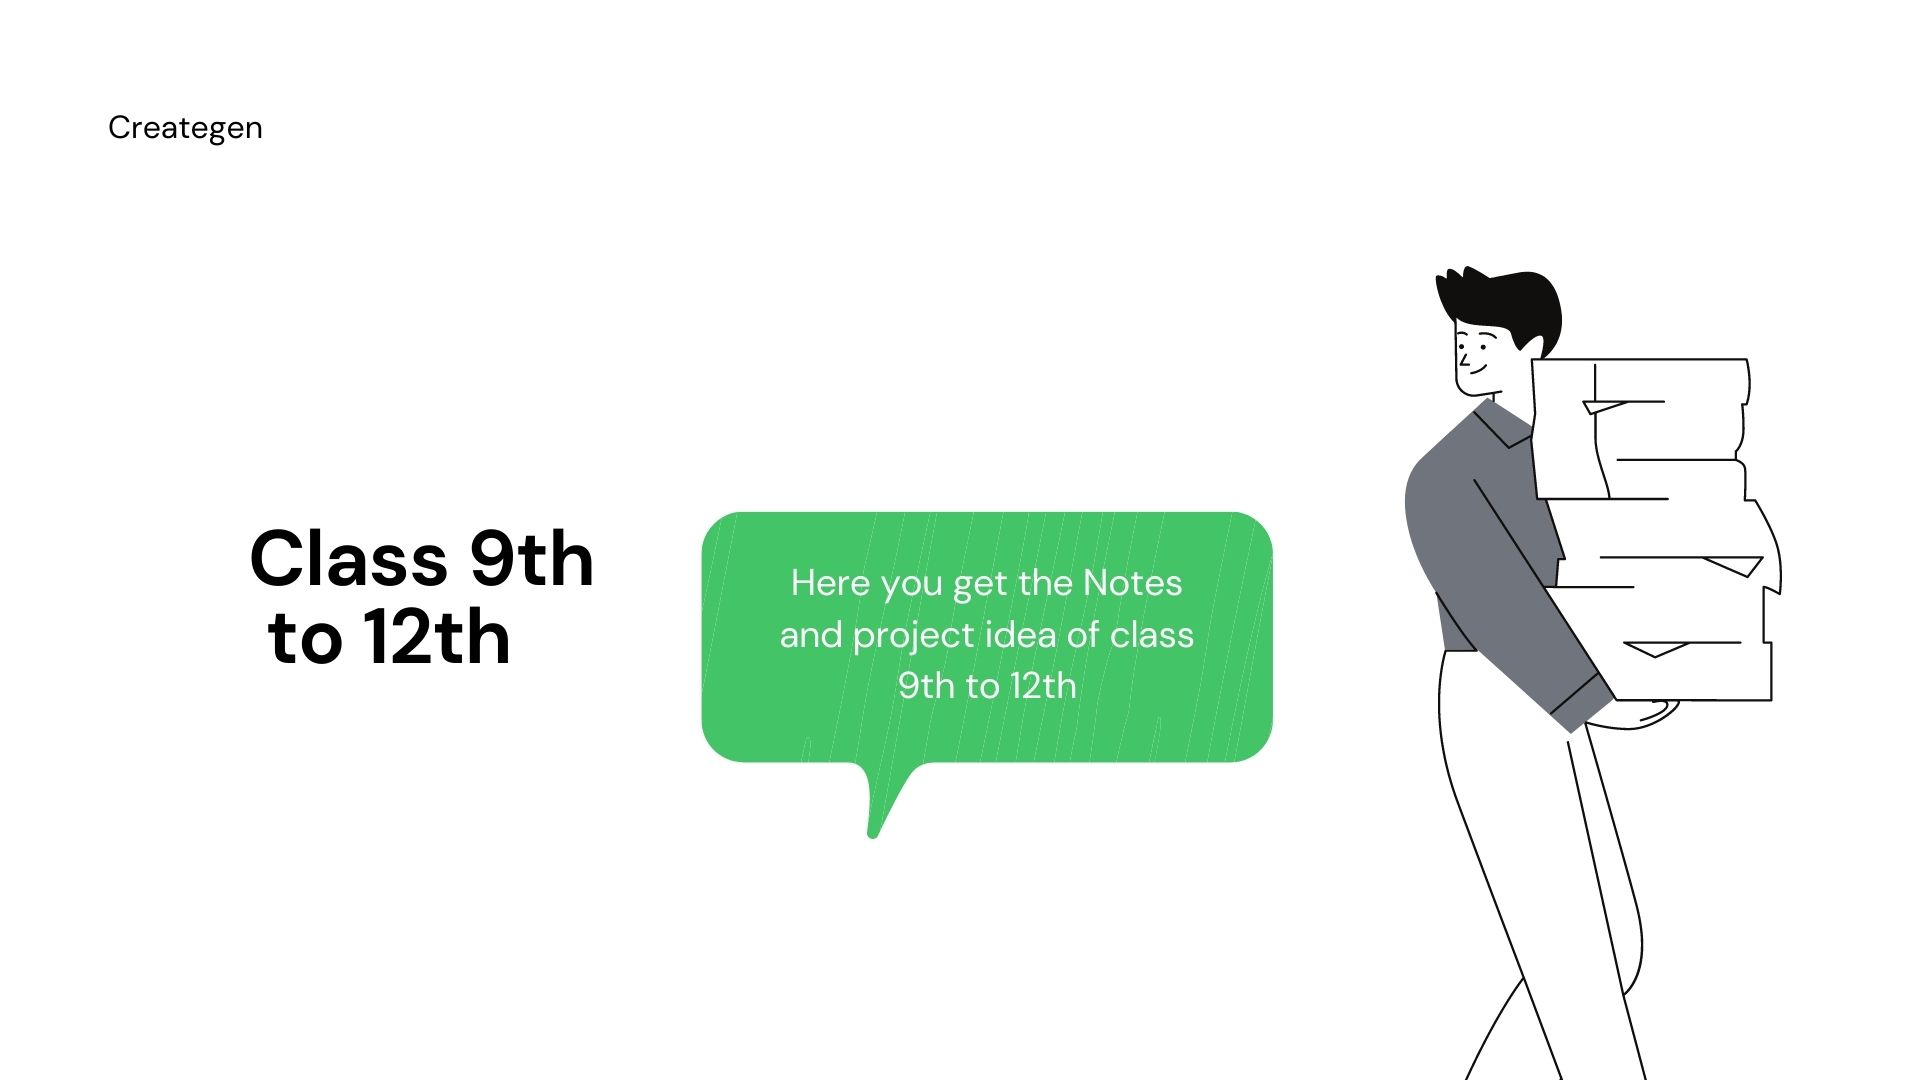 Creategen
Class 9th
to 12th
Here you get the Notes
and project idea of class
9th to 12th